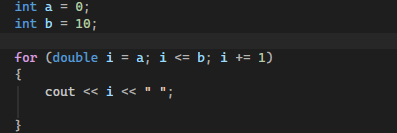 int a = 0;
int b = 10;
for (double i = a; i <= b; i += 1)
{
cout << i << " ";
}